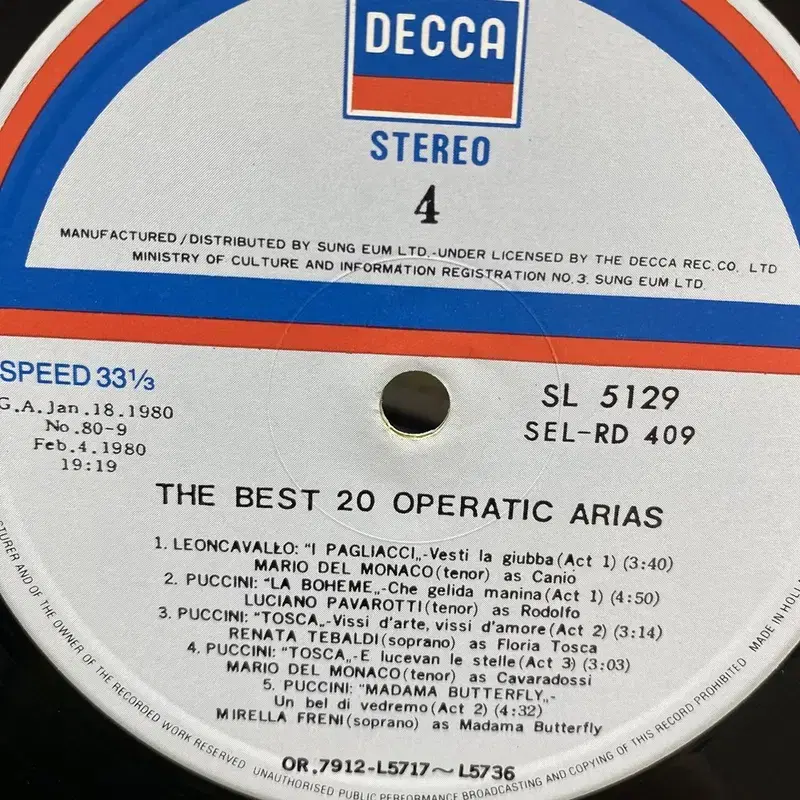 DECCA
STEREO
4
MANUFACTURED/DISTRIBUTED BY SUNG EUM LTD.-UNDER LICENSED BY THE DECCA REC.CO. LTD
MINISTRY OF CULTURE AND INFORMATION REGISTRATION NO.3. SUNG EUM LTD.
SPEED 33⅓
G.A.Jan.18.1980
No.80-9
Feb.4.1980
19:19
SL 5129
SEL-RD 409
THE BEST 20 OPERATIC ARIAS
1. LEONCAVALLO: "I PAGLIACCI„-Vesti la giubba(Act 1) (3:40)
MARIO DEL MONACO(tenor) as Canio
2. PUCCINI: "LA BOHEME„-Che gelida manina(Act 1) (4:50)
LUCIANO PAVAROTTI(tenor) as Rodolfo
3. PUCCINI: "TOSCA„-Vissi d'arte, vissi d'amore(Act 2) (3:14)
RENATA TEBALDI(soprano) as Floria Tosca
4. PUCCINI: "TOSCA„-E lucevan le stelle(Act 3) (3:03)
MARIO DEL MONACO(tenor) as Cavaradossi
5. PUCCINI: "MADAMA BUTTERFLY„-
Un bel di vedremo(Act 2) (4:32)
MIRELLA FRENI(soprano) as Madama Butterfly
OR.7912-L5717～L5736
AND OF THE OWNER OF THE RECORDED WORK RESERVED UNAUTHORISED PUBLIC PERFORMANCE BROADCASTING AND COPYING OF THIS RECORD PROHIBITED MADE IN